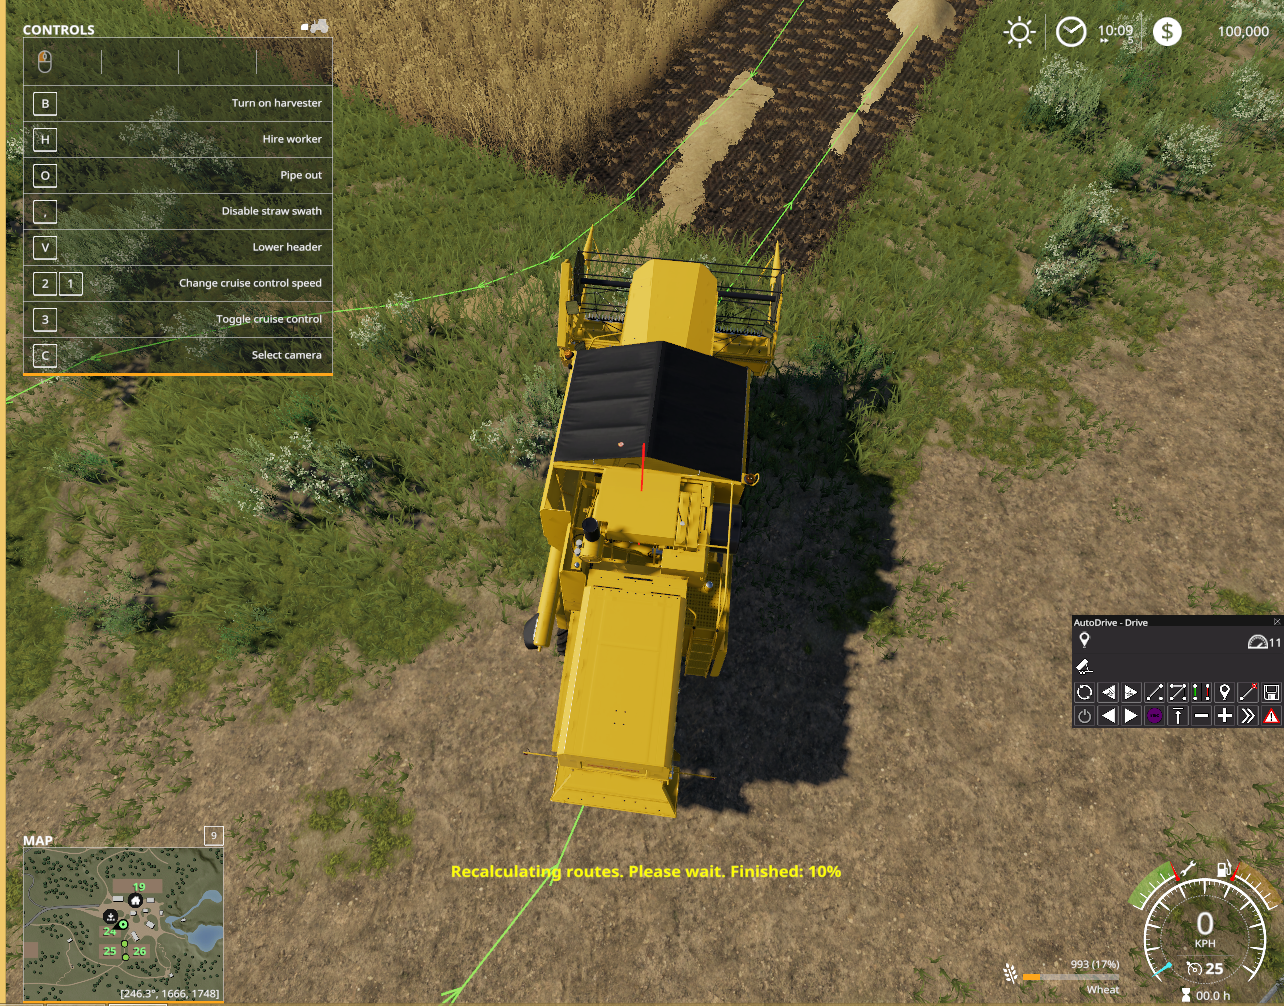 CONTROLS
B Turn on harvester
H Hire worker
O Pipe out
, Disable straw swath
V Lower header
2 1 Change cruise control speed
3 Toggle cruise control
C Select camera
10:09
5
$ 100,000
AutoDrive - Drive
11
Recalculating routes. Please wait. Finished: 10%
MAP 9
19
24
25 26
[246.3°, 1666, 1748]
0
KPH
25
993 (17%)
Wheat
00.0 h